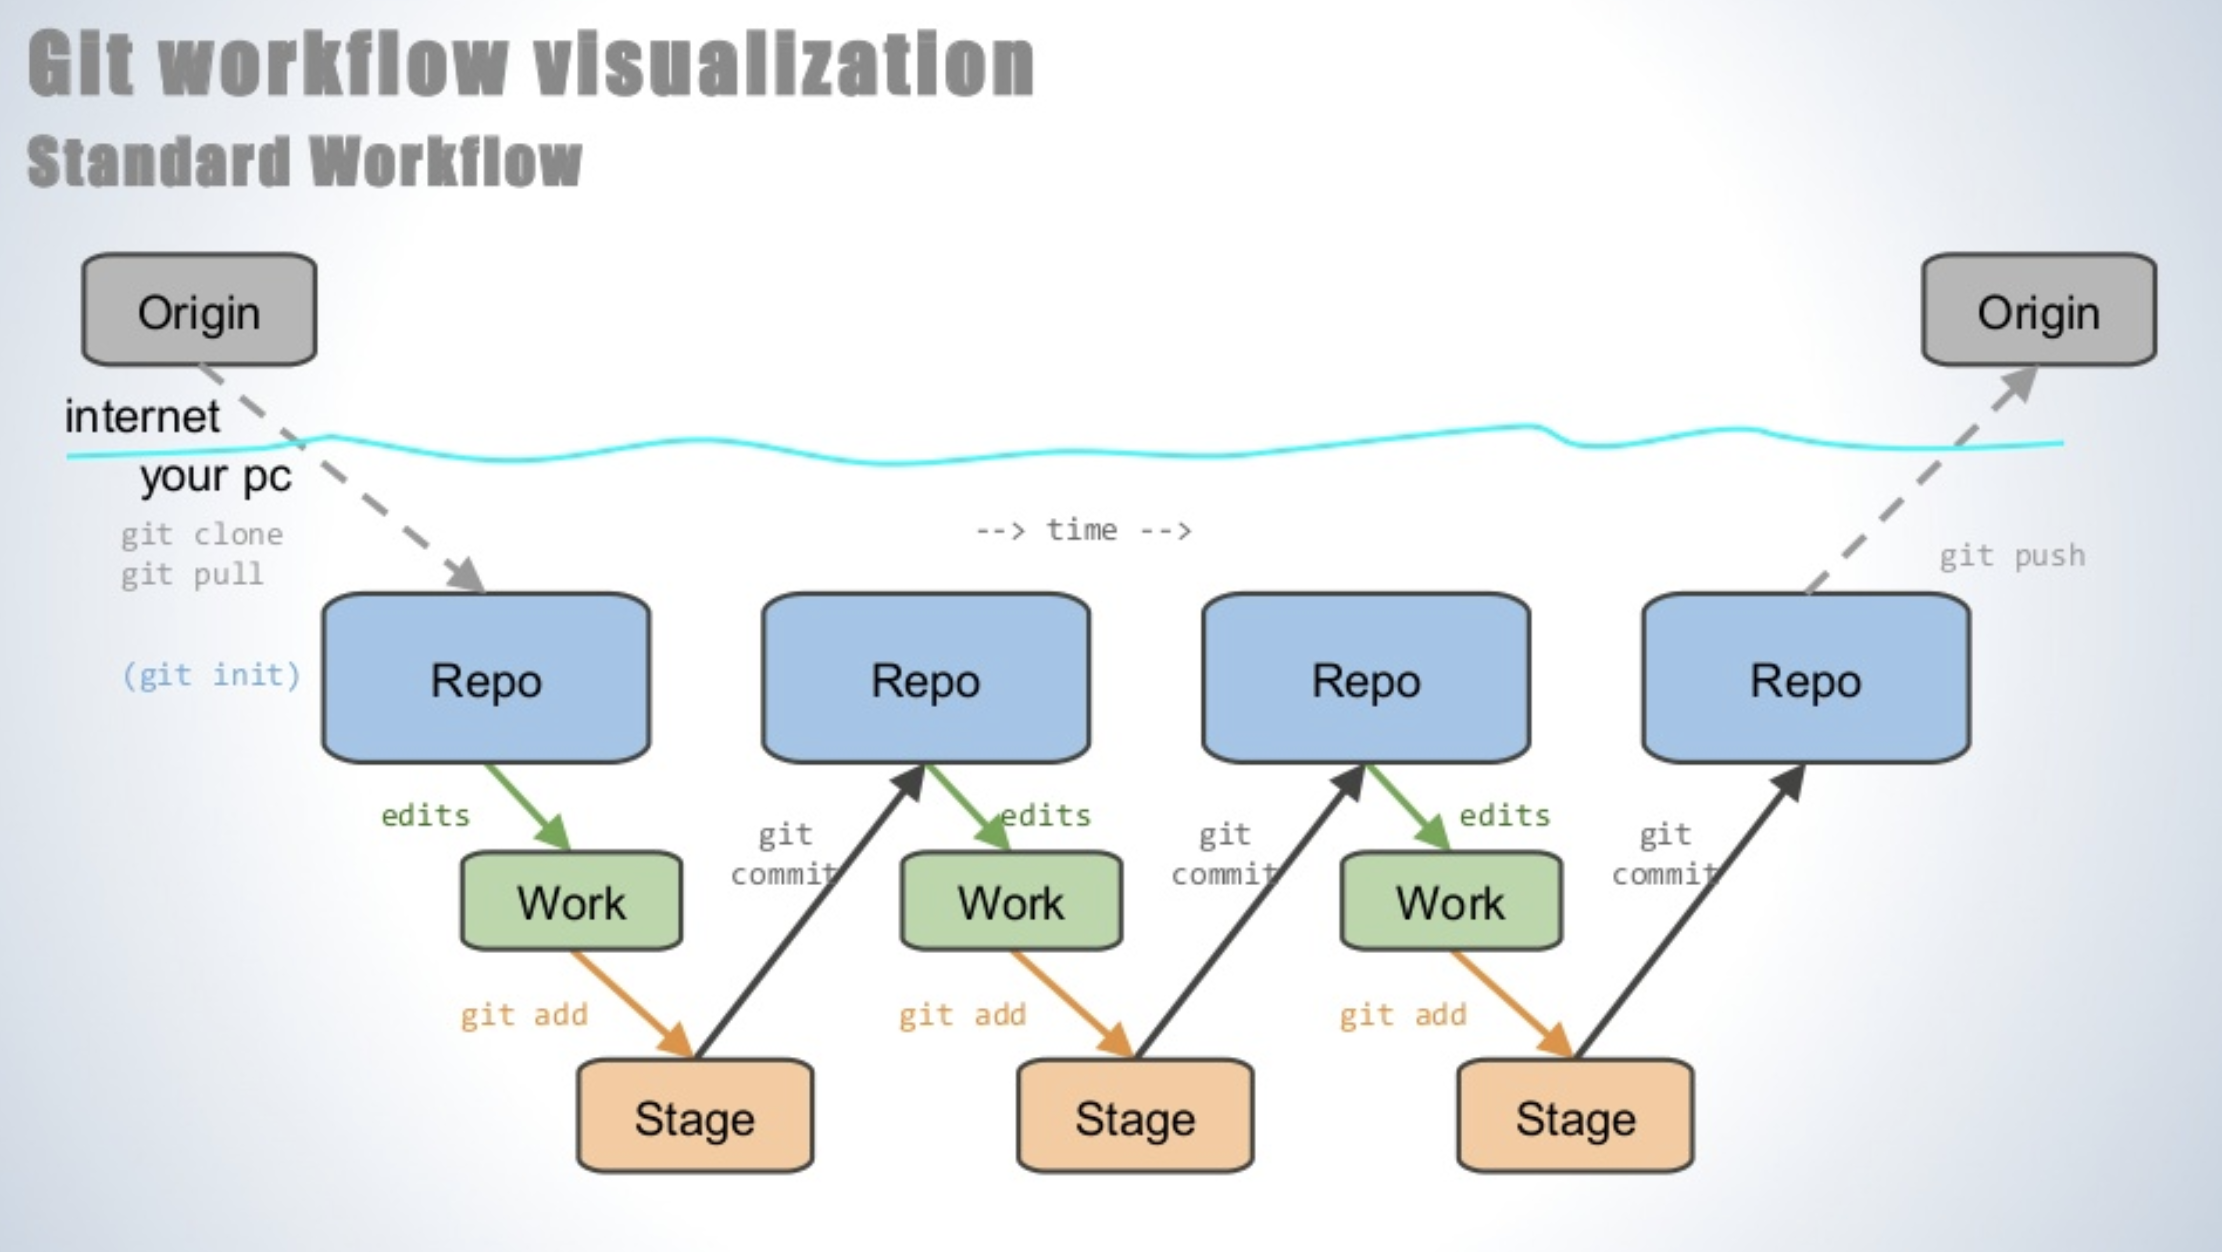 Git workflow visualization
Standard Workflow
Origin
Origin
internet
your pc
git clone
git pull
--> time -->
git push
(git init)
Repo
Repo
Repo
Repo
edits
edits
edits
git
commit
git
commit
git
commit
Work
Work
Work
git add
git add
git add
Stage
Stage
Stage